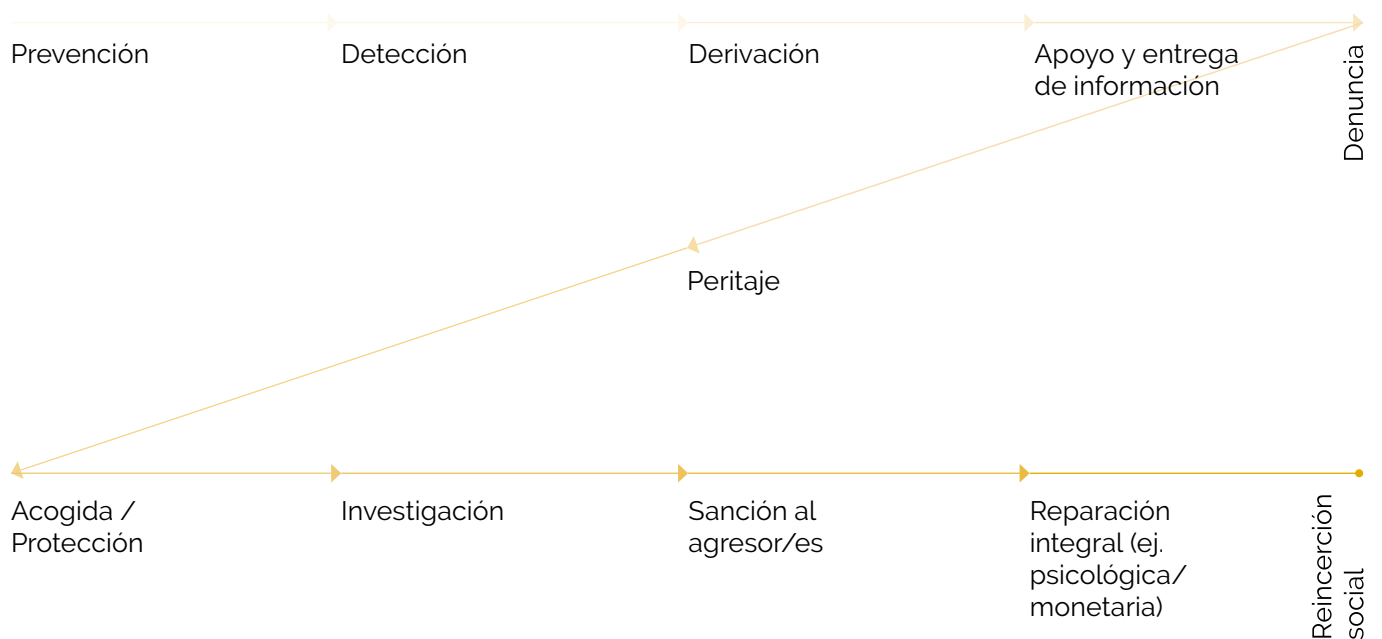 Prevención
Detección
Derivación
Apoyo y entrega
de información
Denuncia
Peritaje
Acogida /
Protección
Investigación
Sanción al
agresor/es
Reparación
integral (ej.
psicológica/
monetaria)
Reincerción
social